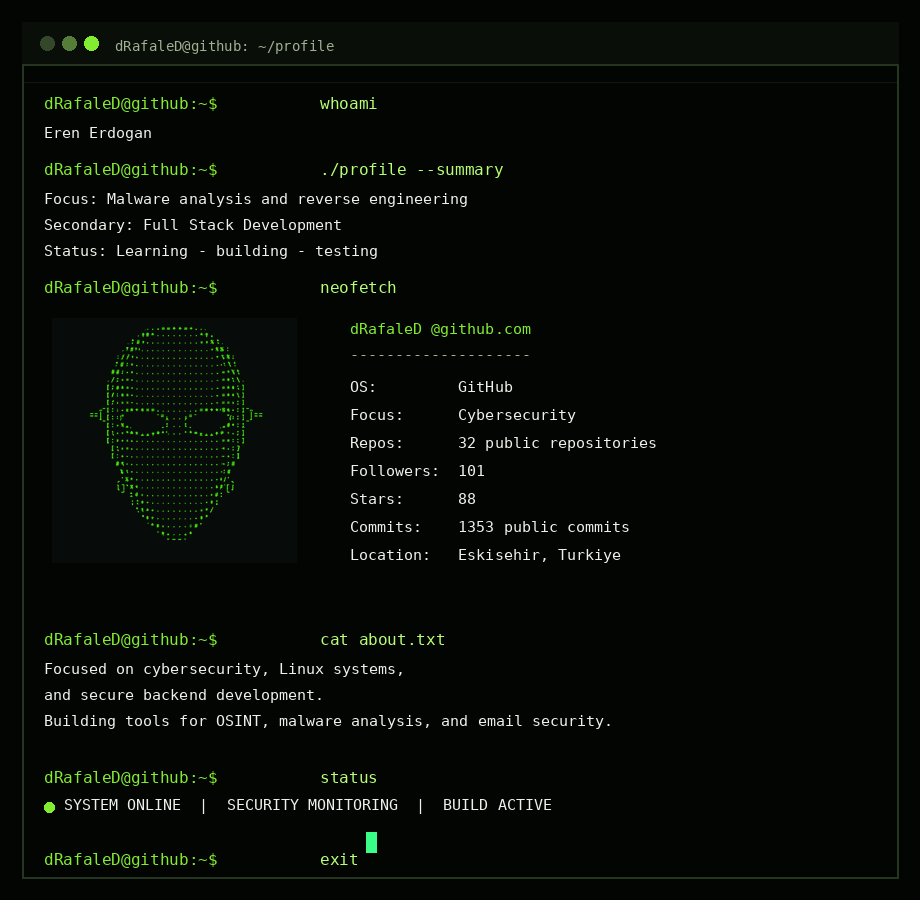 dRafaleD@github: ~/profile
dRafaleD@github:~$ whoami
Eren Erdogan
dRafaleD@github:~$ ./profile --summary
Focus: Malware analysis and reverse engineering
Secondary: Full Stack Development
Status: Learning - building - testing
dRafaleD@github:~$ neofetch
dRafaleD @github.com
--------------------
OS: GitHub
Focus: Cybersecurity
Repos: 32 public repositories
Followers: 101
Stars: 88
Commits: 1353 public commits
Location: Eskisehir, Turkiye
dRafaleD@github:~$ cat about.txt
Focused on cybersecurity, Linux systems,
and secure backend development.
Building tools for OSINT, malware analysis, and email security.
dRafaleD@github:~$ status
SYSTEM ONLINE | SECURITY MONITORING | BUILD ACTIVE
dRafaleD@github:~$ exit